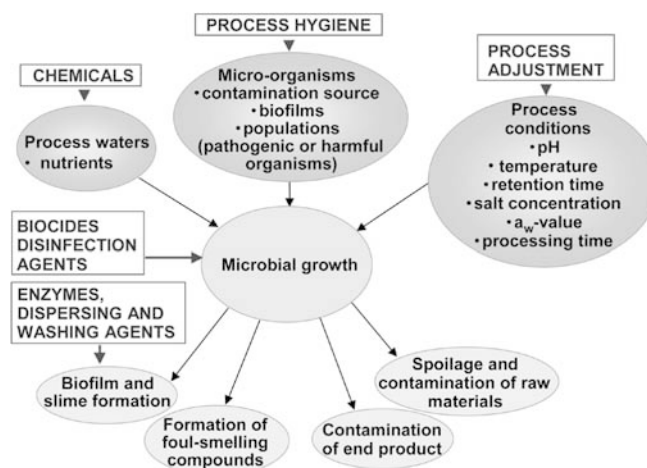 PROCESS HYGIENE
CHEMICALS
PROCESS
ADJUSTMENT
Micro-organisms
•contamination source
•biofilms
•populations
(pathogenic or harmful
organisms)
Process waters
• nutrients
Process
conditions
•pH
•temperature
•retention time
•salt concentration
•aw-value
•processing time
BIOCIDES
DISINFECTION
AGENTS
Microbial growth
ENZYMES,
DISPERSING AND
WASHING AGENTS
Biofilm and
slime formation
Formation of
foul-smelling
compounds
Contamination
of end product
Spoilage and
contamination of raw
materials